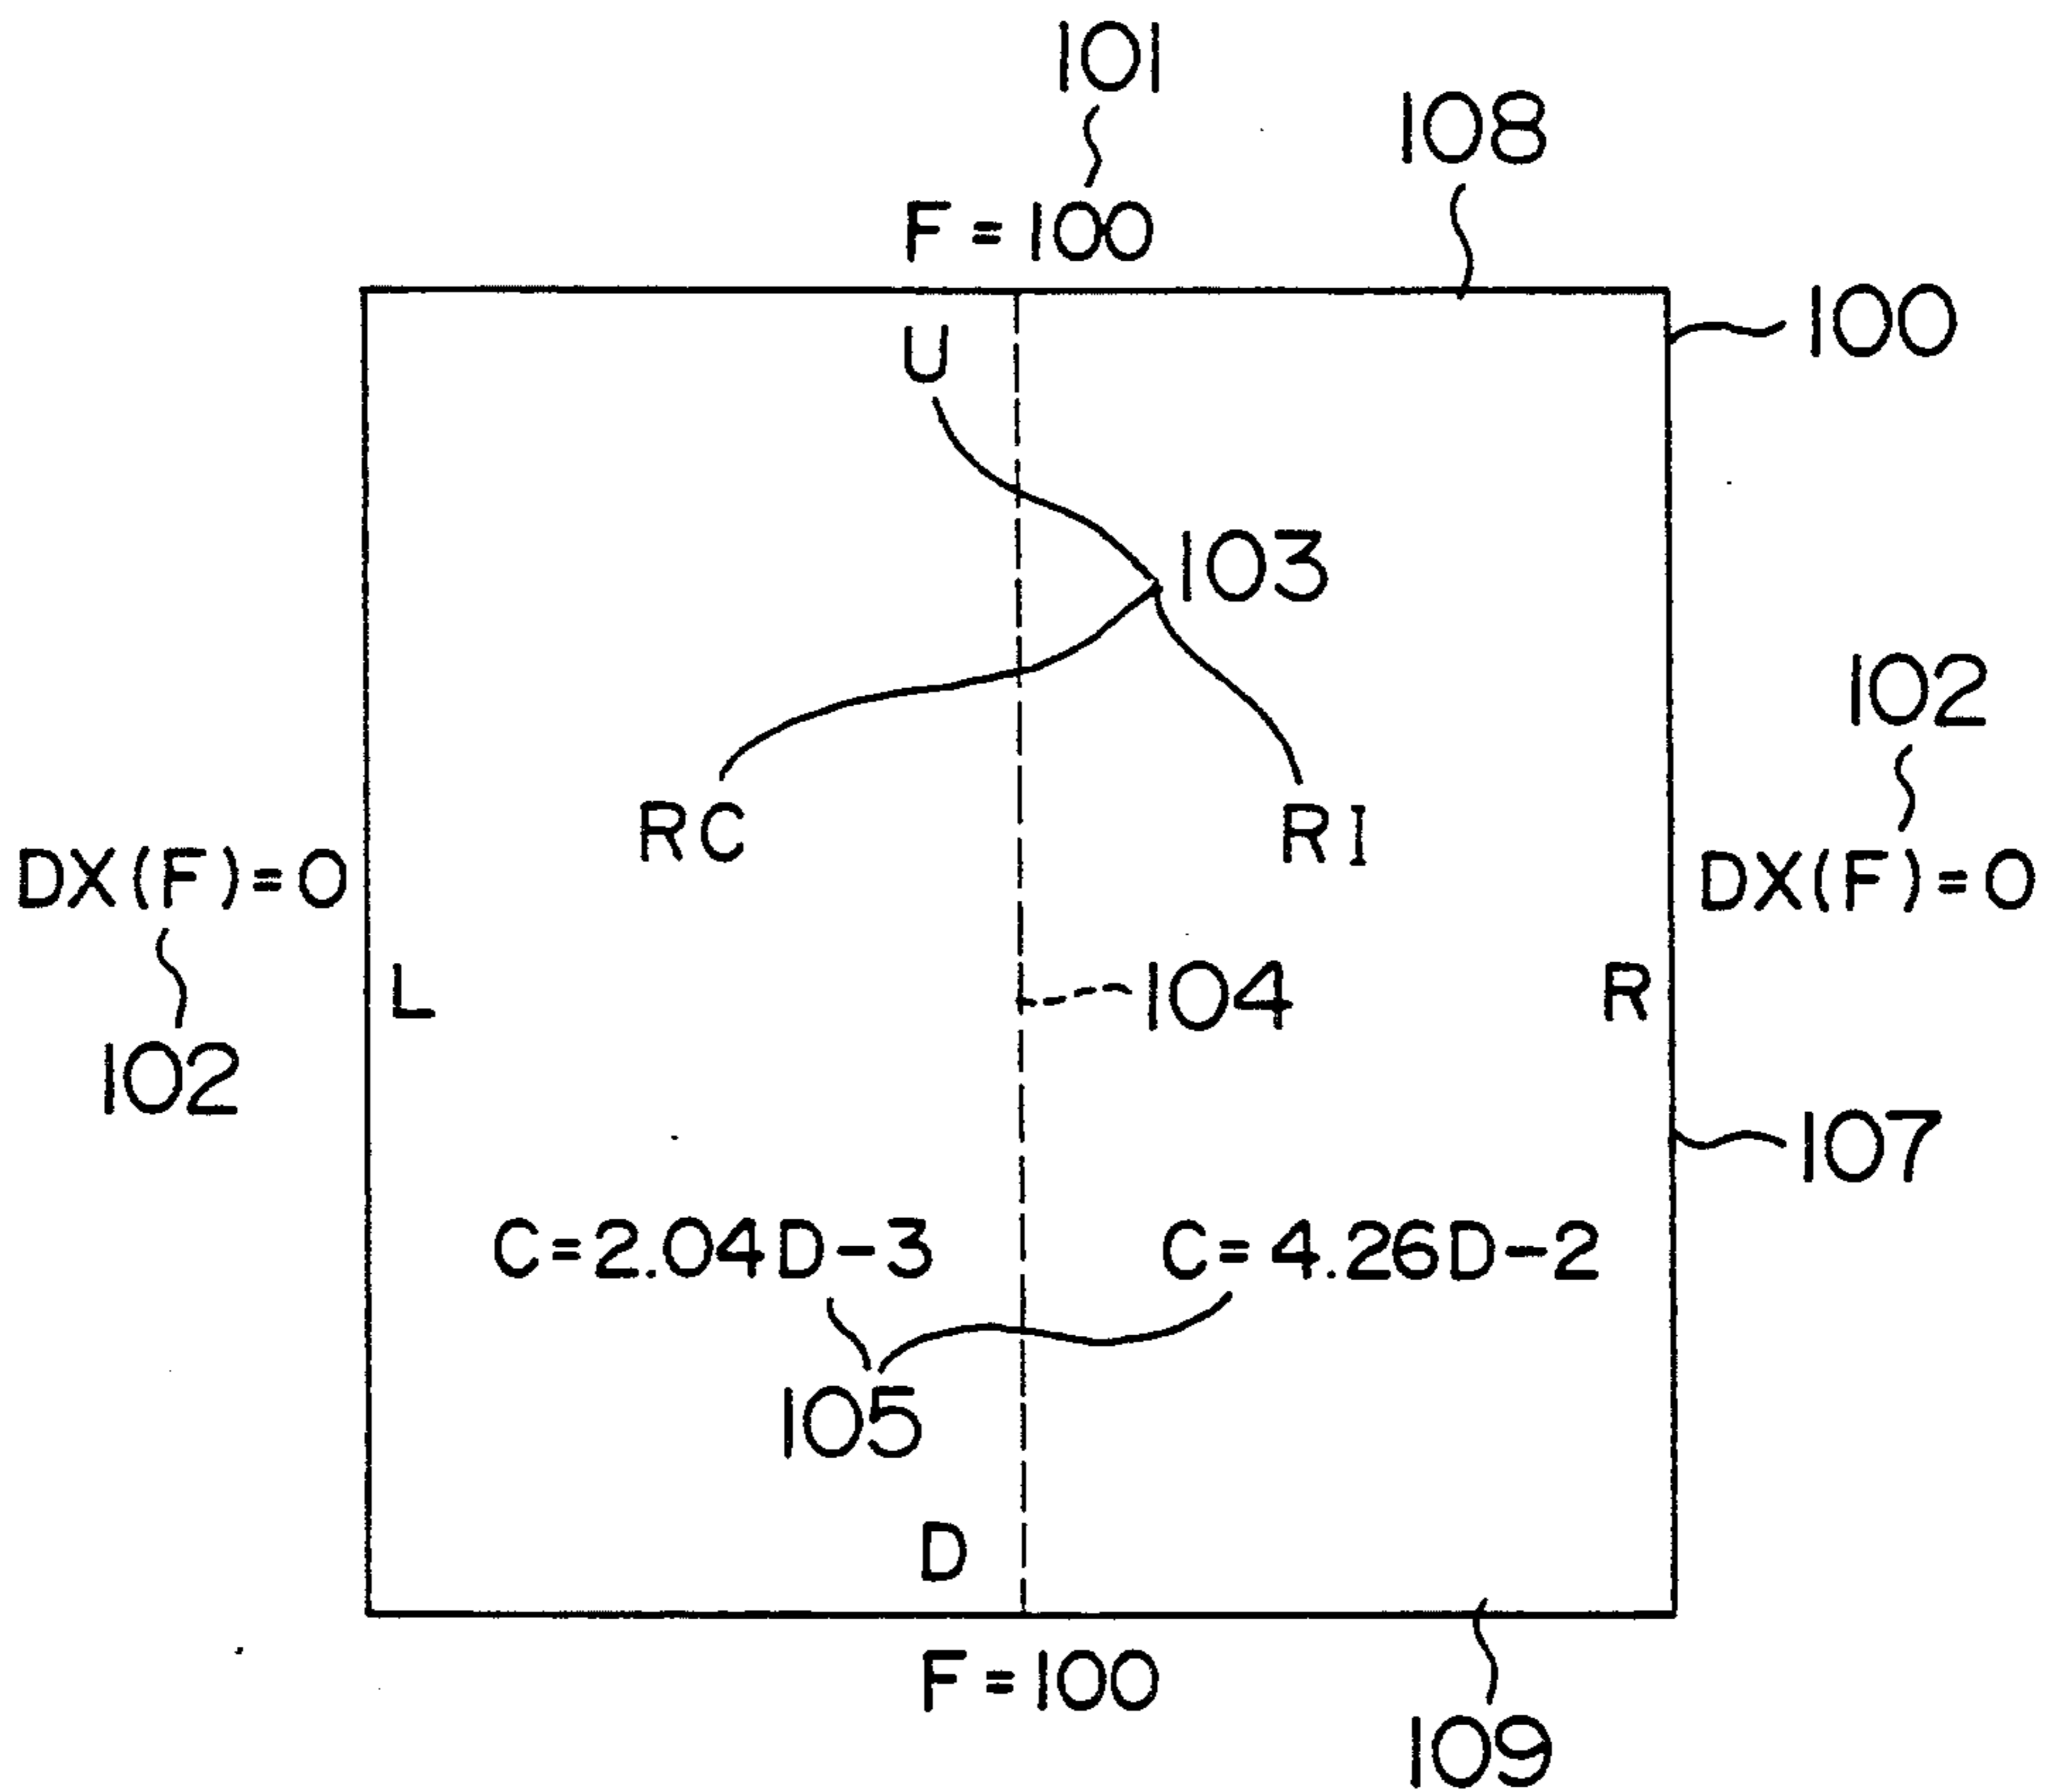 101
108
F=100
100
U
103
102
RC
RI
DX(F)=0
DX(F)=0
L
104
R
102
107
C=2.04D-3
C=4.26D-2
105
D
F=100
109